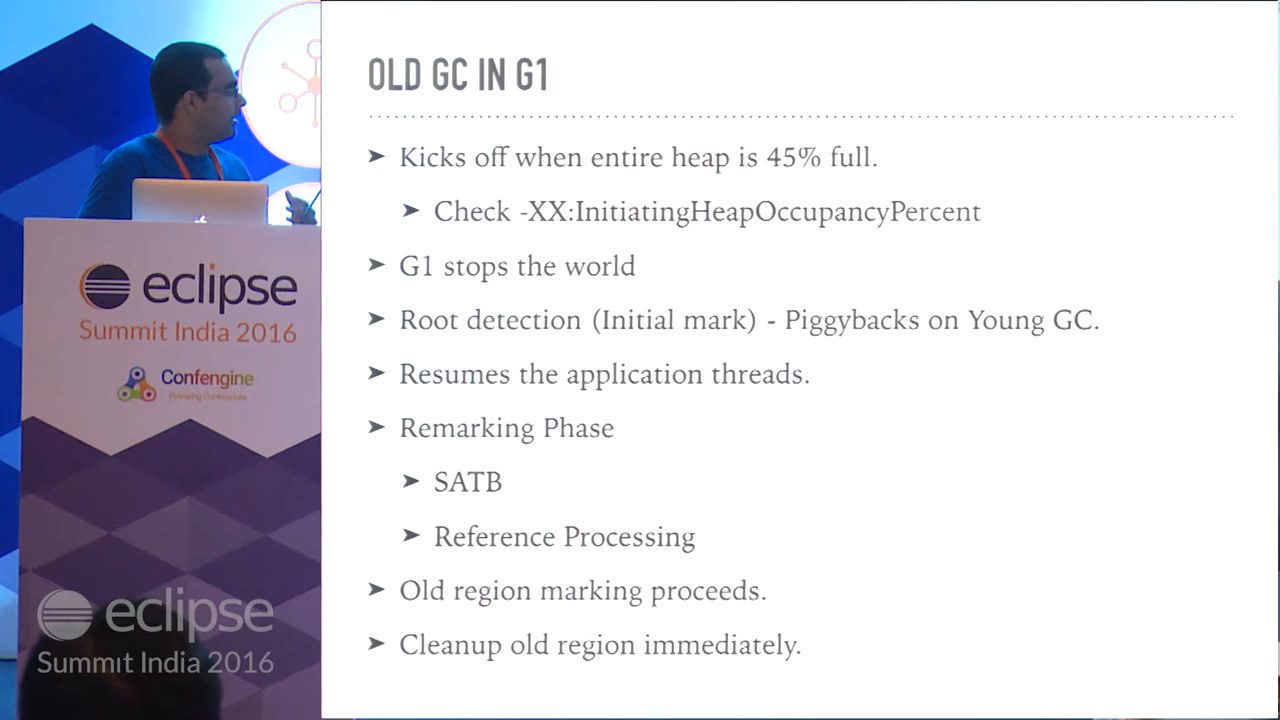 OLD GC IN G1
➤ Kicks off when entire heap is 45% full.
➤ Check -XX:InitiatingHeapOccupancyPercent
➤ G1 stops the world
➤ Root detection (Initial mark) - Piggybacks on Young GC.
➤ Resumes the application threads.
➤ Remarking Phase
➤ SATB
➤ Reference Processing
➤ Old region marking proceeds.
➤ Cleanup old region immediately.
eclipse
Summit India 2016
Confengine
Powering Conferences
eclipse
Summit India 2016